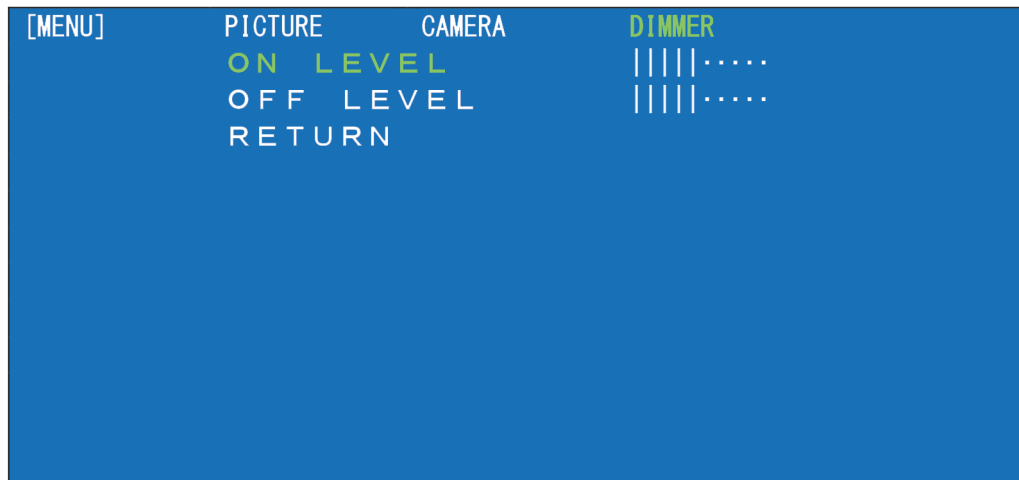 [MENU] PICTURE CAMERA DIMMER
ON LEVEL |||||·····
OFF LEVEL |||||·····
RETURN